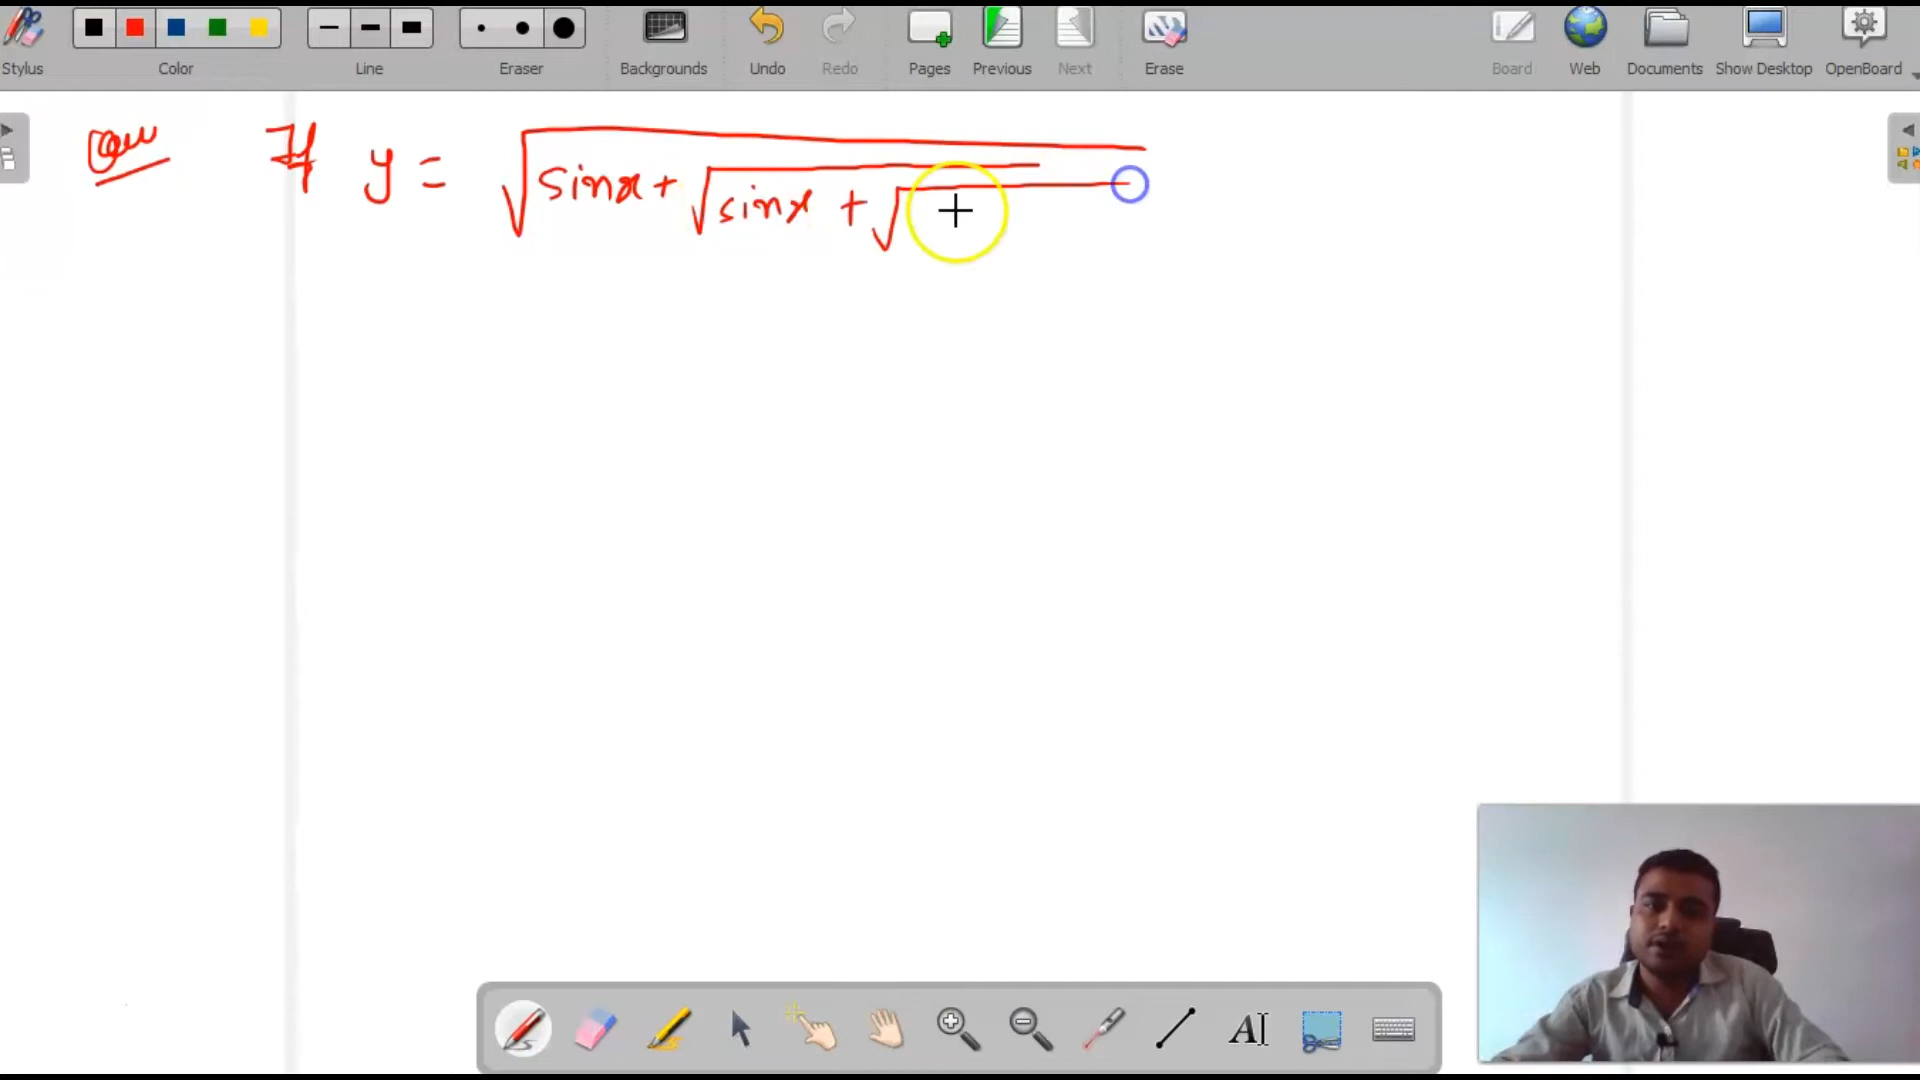 Stylus Color Line Eraser Backgrounds Undo Redo Pages Previous Next Erase Board Web Documents Show Desktop OpenBoard
Que If y = √sinx + √sinx + √